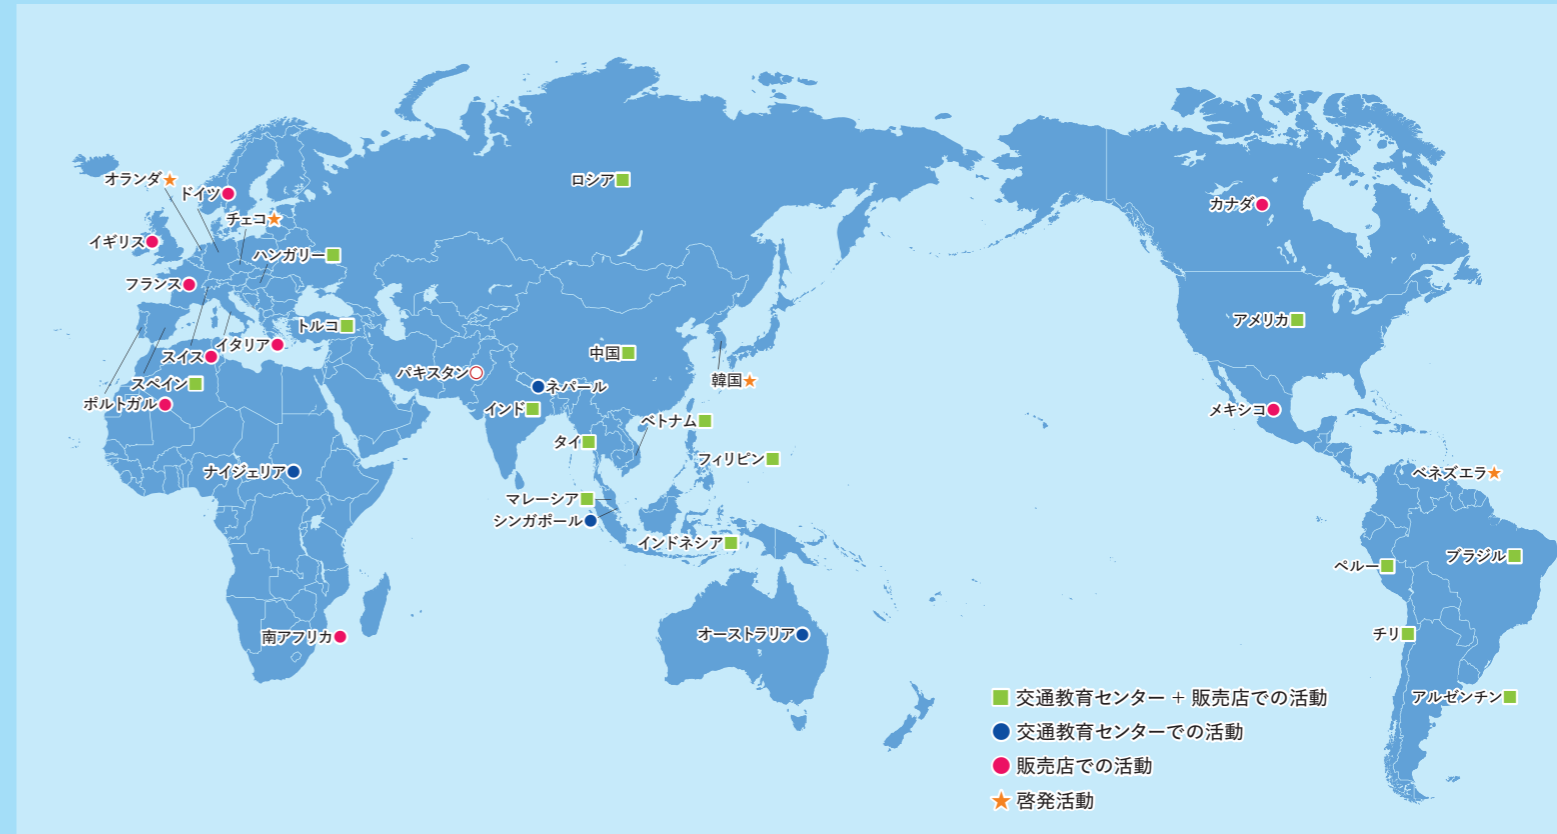 オランダ
ドイツ
チェコ
イギリス
ハンガリー
フランス
トルコ
イタリア
スイス
スペイン
ポルトガル
ロシア
中国
パキスタン
ネパール
インド
韓国
ベトナム
タイ
フィリピン
マレーシア
シンガポール
インドネシア
ナイジェリア
南アフリカ
オーストラリア
カナダ
アメリカ
メキシコ
ベネズエラ
ブラジル
ペルー
チリ
アルゼンチン
交通教育センター + 販売店での活動
交通教育センターでの活動
販売店での活動
啓発活動